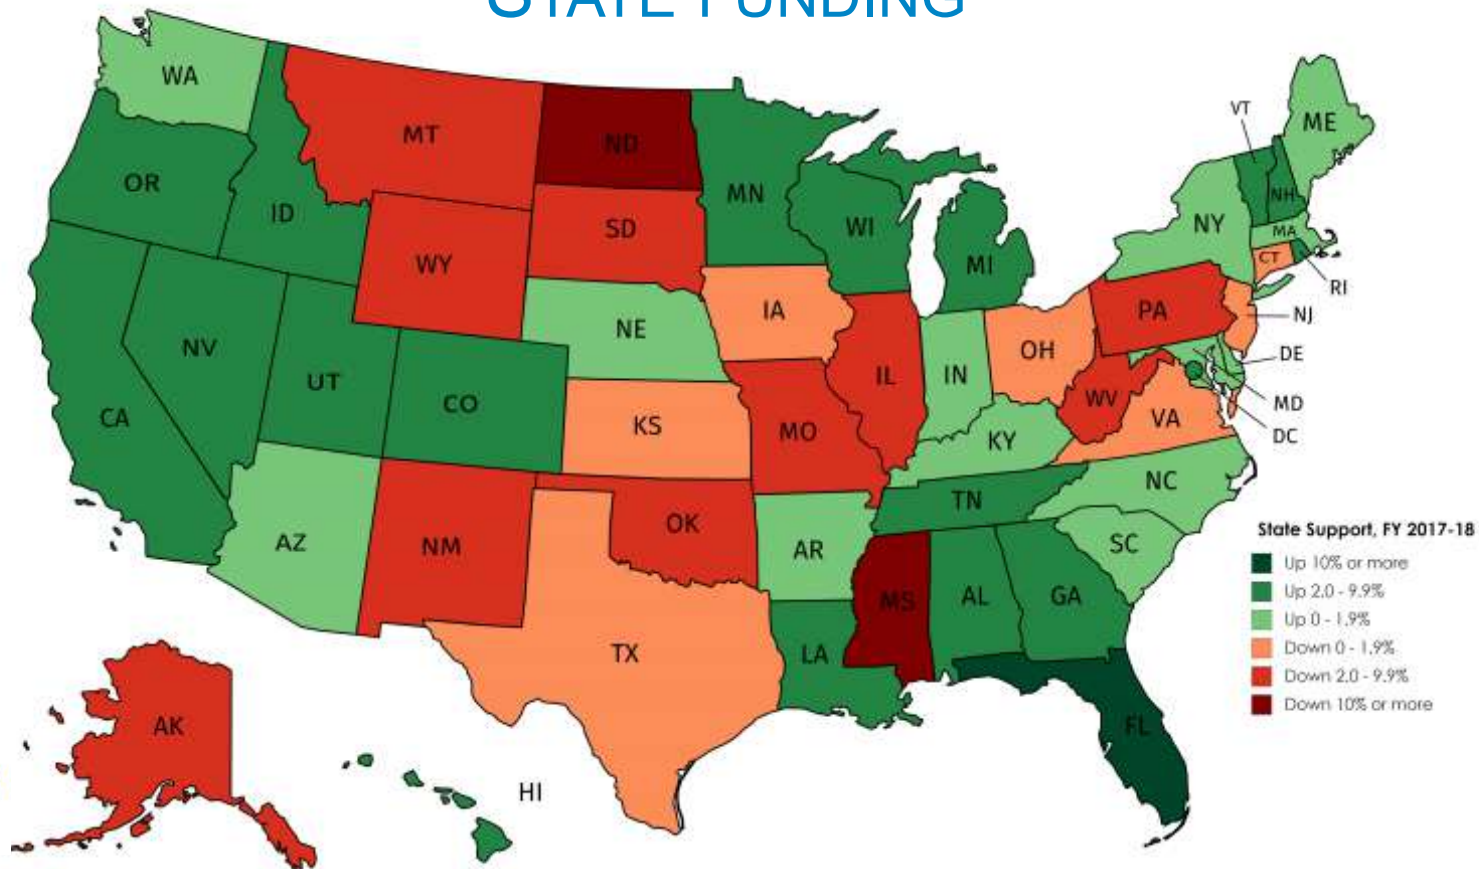 STATE FUNDING
WA
MT
ND
MN
VT
ME
OR
ID
SD
WI
NH
NY
MA
WY
MI
CT
RI
IA
PA
NJ
NE
NV
OH
DE
UT
IL
IN
CO
WV
MD
CA
KS
MO
KY
VA
DC
NC
TN
OK
AZ
NM
AR
SC
MS
AL
GA
TX
LA
AK
FL
HI
State Support, FY 2017-18
Up 10% or more
Up 2.0 - 9.9%
Up 0 - 1.9%
Down 0 - 1.9%
Down 2.0 - 9.9%
Down 10% or more